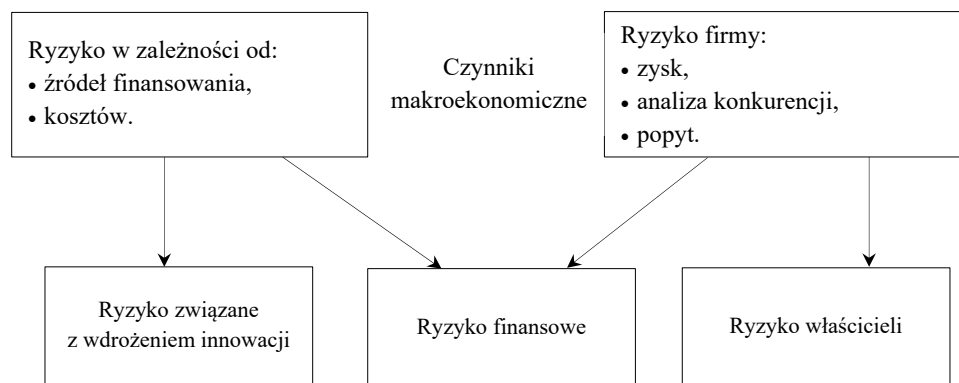 Ryzyko w zależności od:
• źródeł finansowania,
• kosztów.
Czynniki
makroekonomiczne
Ryzyko firmy:
• zysk,
• analiza konkurencji,
• popyt.
Ryzyko związane
z wdrożeniem innowacji
Ryzyko finansowe
Ryzyko właścicieli